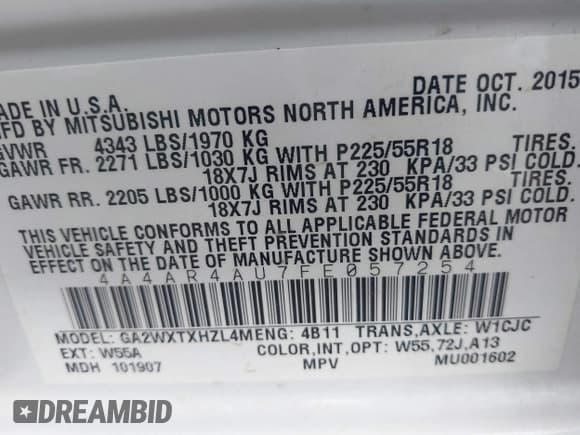 MADE IN U.S.A. DATE OCT. 2015
MFD BY MITSUBISHI MOTORS NORTH AMERICA, INC.
GVWR 4343 LBS/1970 KG
GAWR FR. 2271 LBS/1030 KG WITH P225/55R18 TIRES.
18X7J RIMS AT 230 KPA/33 PSI COLD.
GAWR RR. 2205 LBS/1000 KG WITH P225/55R18 TIRES.
18X7J RIMS AT 230 KPA/33 PSI COLD.
THIS VEHICLE CONFORMS TO ALL APPLICABLE FEDERAL MOTOR
VEHICLE SAFETY AND THEFT PREVENTION STANDARDS IN
EFFECT ON THE DATE OF MANUFACTURE SHOWN ABOVE.
4A4AR4AU7FE057254
MODEL: GA2WXTXHZL4MENG: 4B11 TRANS,AXLE: W1CJC
EXT: W55A COLOR,INT,OPT: W55,72J,A13
MDH 101907 MPV MU001602
DREAMBID